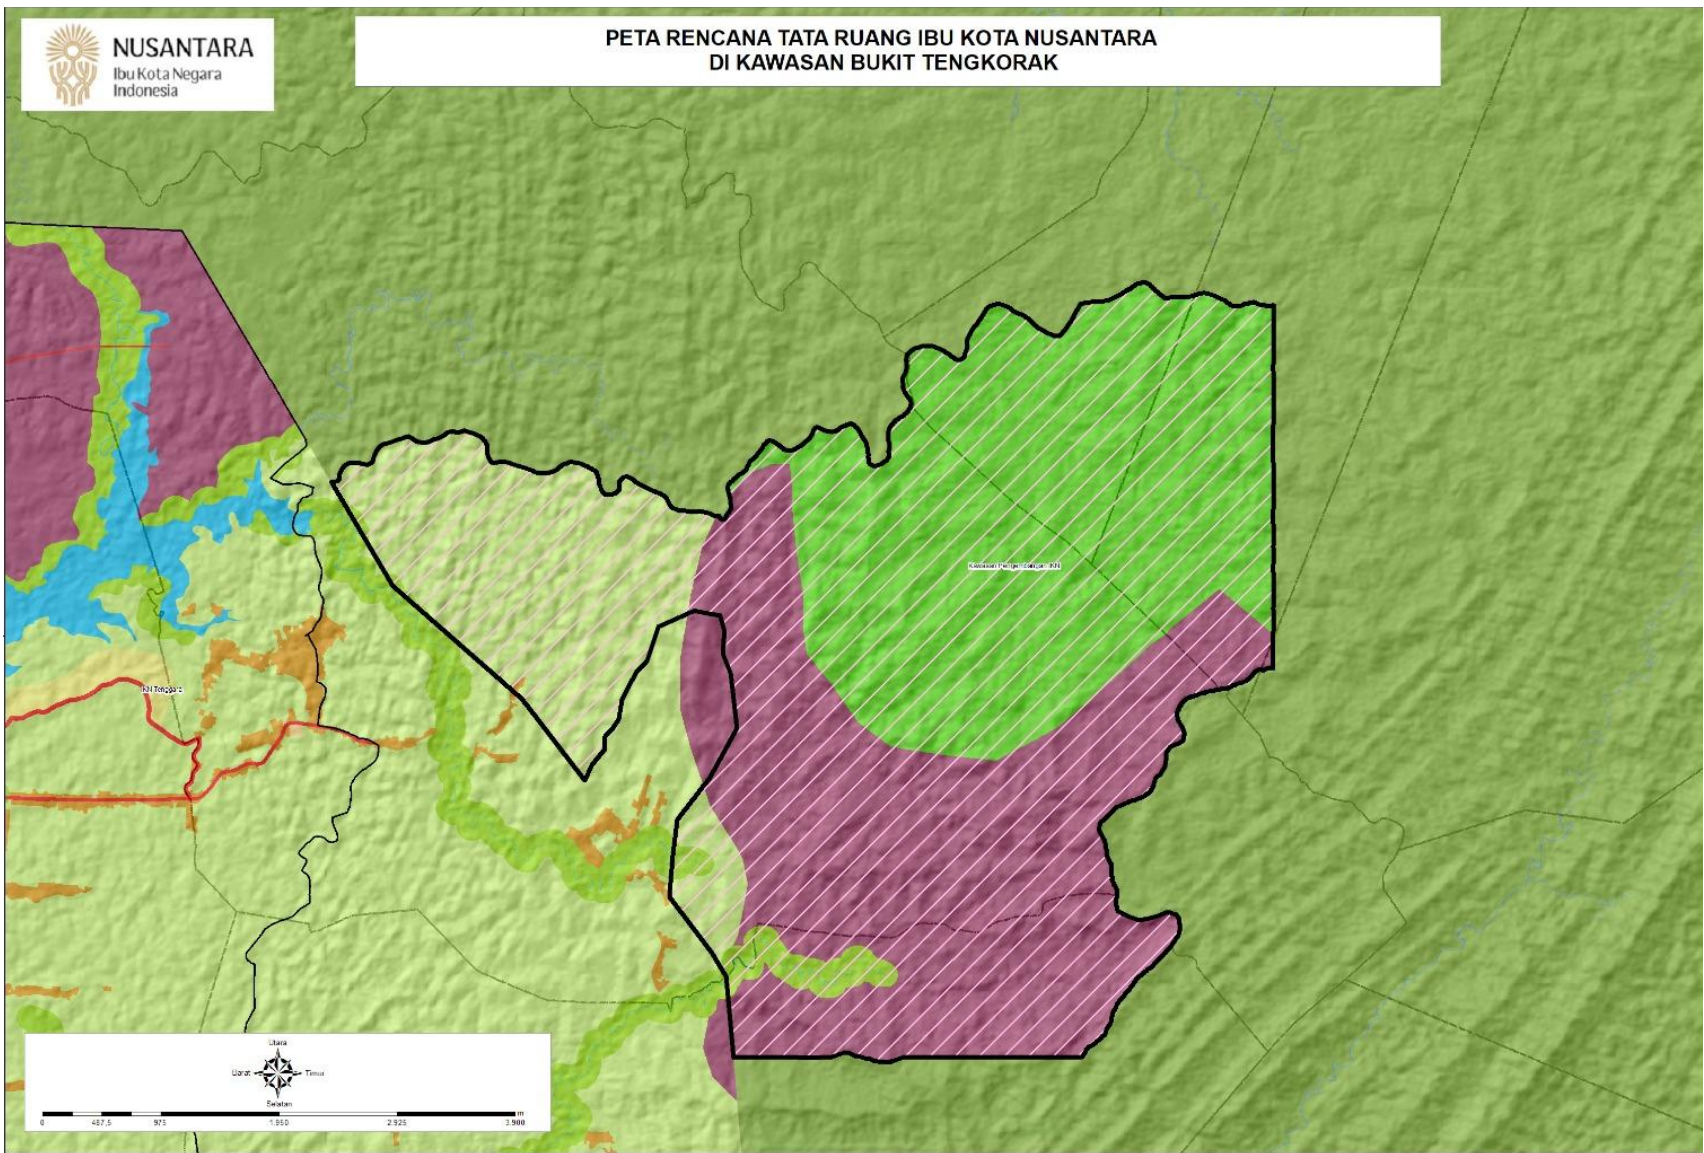 NUSANTARA
Ibu Kota Negara
Indonesia
PETA RENCANA TATA RUANG IBU KOTA NUSANTARA
DI KAWASAN BUKIT TENGKORAK
Kawasan Pengembangan IKN
IKN Tenggara
Utara
Barat
Timur
Selatan
m
0 487,5 975 1.950 2.925 3.900